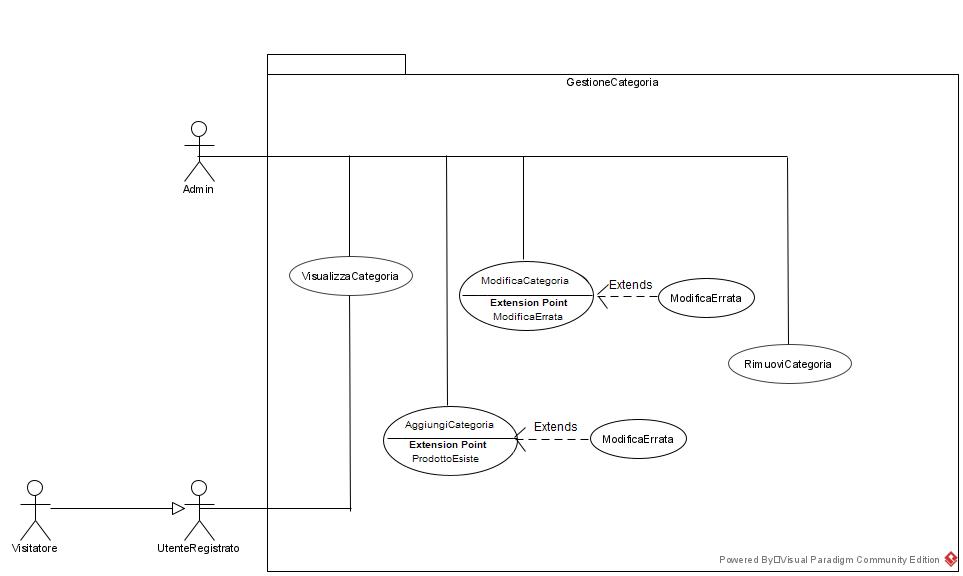 GestioneCategoria
Admin
VisualizzaCategoria
ModificaCategoria
Extension Point
ModificaErrata
Extends
ModificaErrata
RimuoviCategoria
AggiungiCategoria
Extension Point
ProdottoEsiste
Extends
ModificaErrata
Visitatore
UtenteRegistrato
Powered By Visual Paradigm Community Edition